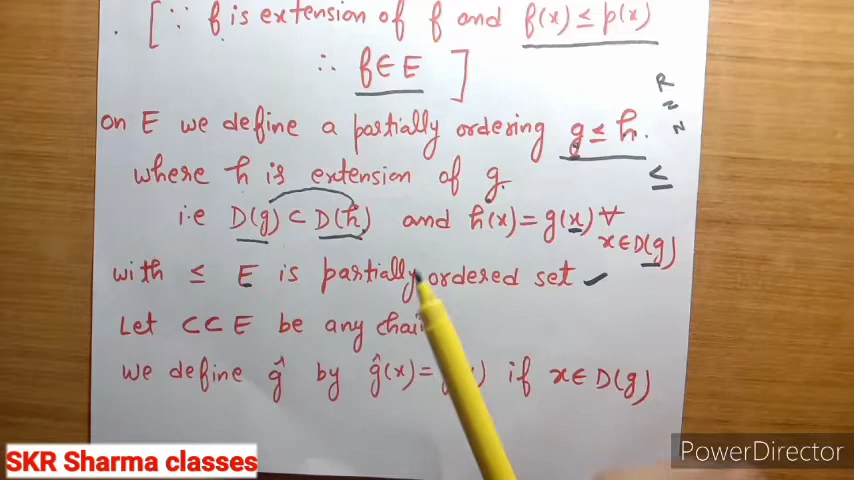 [ ∵ f is extension of f and f(x) ≤ p(x)
∴ f ∈ E ]
on E we define a partially ordering g ≤ h.
where h is extension of g.
≤
i.e D(g) ⊂ D(h) and h(x) = g(x) ∀
x ∈ D(g)
with ≤ E is partially ordered set ✓
Let C ⊂ E be any
we define ĝ by ĝ(x) = if x ∈ D(g)
SKR Sharma classes
PowerDirector